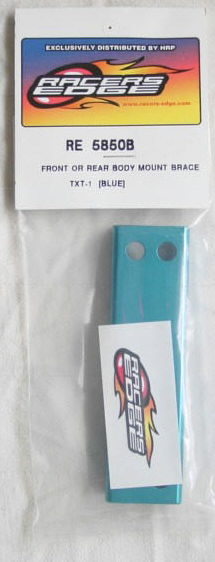 EXCLUSIVELY DISTRIBUTED BY HRP
RACERS
EDGE
www.racers-edge.com
RE 5850B
FRONT OR REAR BODY MOUNT BRACE
TXT-1 [BLUE]
RACERS
EDGE